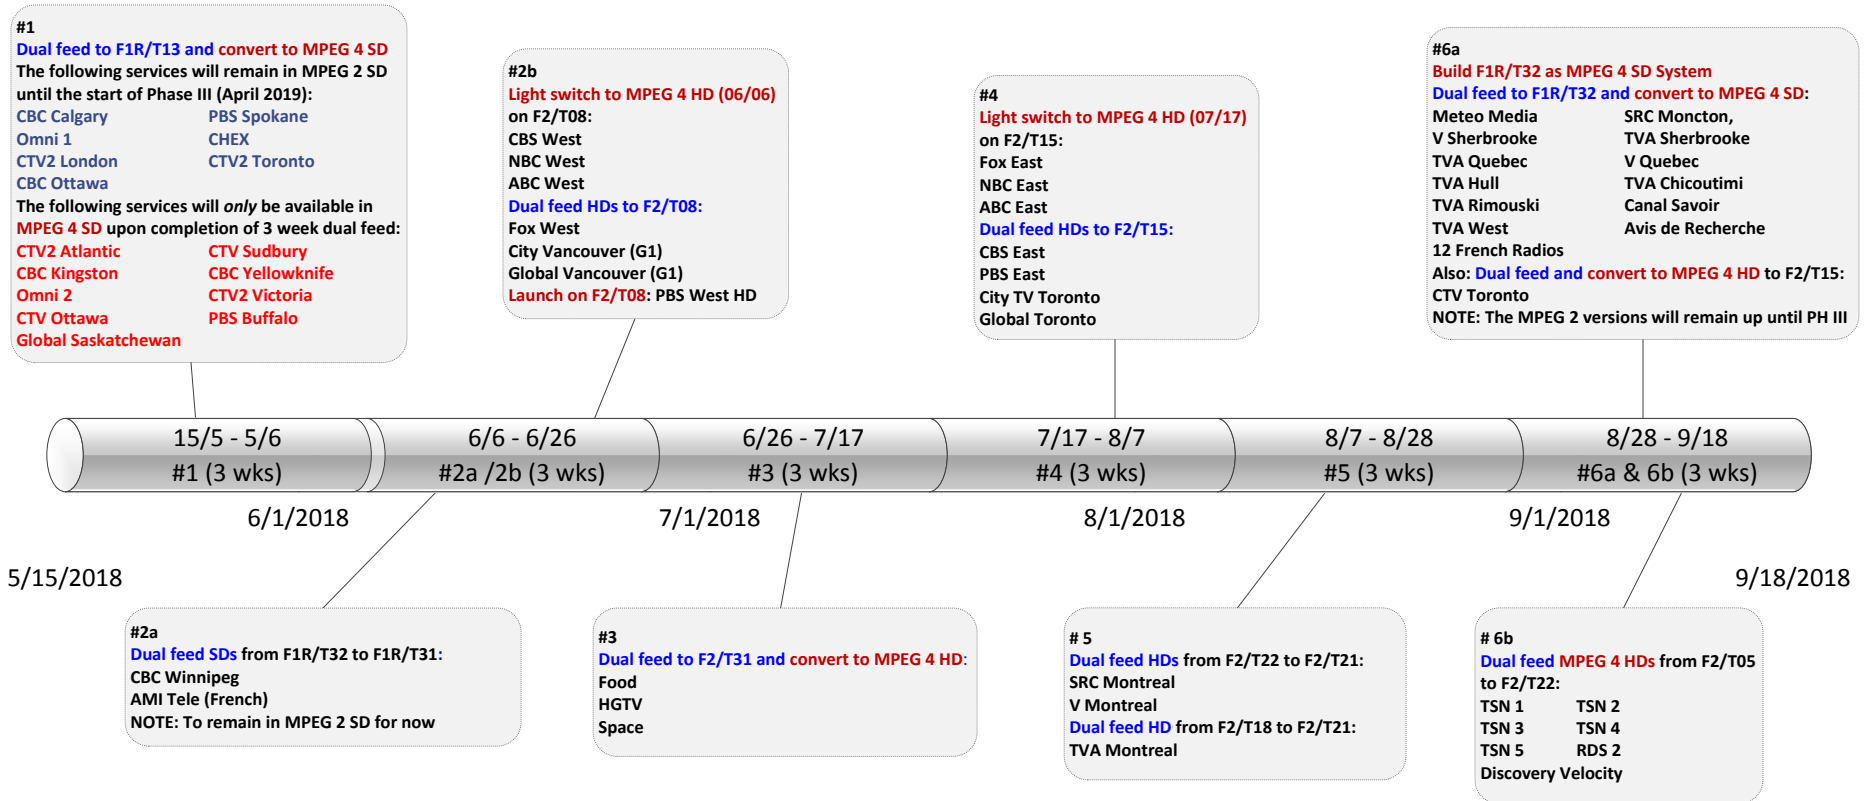 #1
Dual feed to F1R/T13 and convert to MPEG 4 SD
The following services will remain in MPEG 2 SD
until the start of Phase III (April 2019):
CBC Calgary PBS Spokane
Omni 1 CHEX
CTV2 London CTV2 Toronto
CBC Ottawa
The following services will only be available in
MPEG 4 SD upon completion of 3 week dual feed:
CTV2 Atlantic CTV Sudbury
CBC Kingston CBC Yellowknife
Omni 2 CTV2 Victoria
CTV Ottawa PBS Buffalo
Global Saskatchewan
#2b
Light switch to MPEG 4 HD (06/06)
on F2/T08:
CBS West
NBC West
ABC West
Dual feed HDs to F2/T08:
Fox West
City Vancouver (G1)
Global Vancouver (G1)
Launch on F2/T08: PBS West HD
#4
Light switch to MPEG 4 HD (07/17)
on F2/T15:
Fox East
NBC East
ABC East
Dual feed HDs to F2/T15:
CBS East
PBS East
City TV Toronto
Global Toronto
#6a
Build F1R/T32 as MPEG 4 SD System
Dual feed to F1R/T32 and convert to MPEG 4 SD:
Meteo Media SRC Moncton,
V Sherbrooke TVA Sherbrooke
TVA Quebec V Quebec
TVA Hull TVA Chicoutimi
TVA Rimouski Canal Savoir
TVA West Avis de Recherche
12 French Radios
Also: Dual feed and convert to MPEG 4 HD to F2/T15:
CTV Toronto
NOTE: The MPEG 2 versions will remain up until PH III
15/5 - 5/6 6/6 - 6/26 6/26 - 7/17 7/17 - 8/7 8/7 - 8/28 8/28 - 9/18
#1 (3 wks) #2a /2b (3 wks) #3 (3 wks) #4 (3 wks) #5 (3 wks) #6a & 6b (3 wks)
6/1/2018 7/1/2018 8/1/2018 9/1/2018
5/15/2018 9/18/2018
#2a
Dual feed SDs from F1R/T32 to F1R/T31:
CBC Winnipeg
AMI Tele (French)
NOTE: To remain in MPEG 2 SD for now
#3
Dual feed to F2/T31 and convert to MPEG 4 HD:
Food
HGTV
Space
# 5
Dual feed HDs from F2/T22 to F2/T21:
SRC Montreal
V Montreal
Dual feed HD from F2/T18 to F2/T21:
TVA Montreal
# 6b
Dual feed MPEG 4 HDs from F2/T05
to F2/T22:
TSN 1 TSN 2
TSN 3 TSN 4
TSN 5 RDS 2
Discovery Velocity